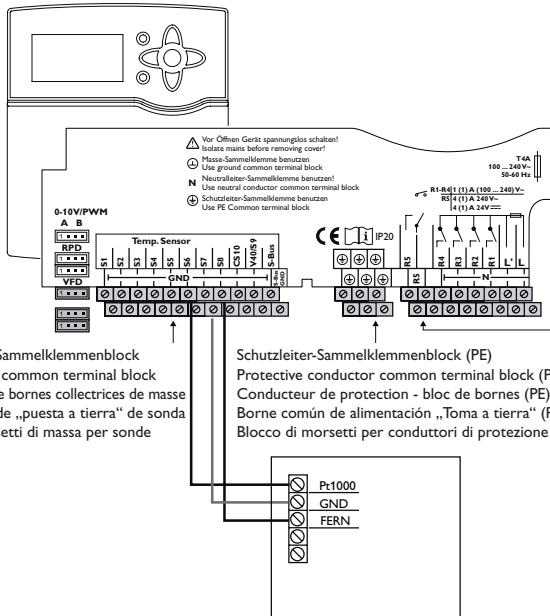 Vor Öffnen Gerät spannungslos schalten!
Isolate mains before removing cover!
Masse-Sammelklemme benutzen
Use ground common terminal block
N Neutralleiter-Sammelklemme benutzen!
Use neutral conductor common terminal block
Schutzleiter-Sammelklemme benutzen
Use PE Common terminal block
T4A
100 ... 240 V~
50-60 Hz
R1-R4 1 (1) A (100 ... 240) V~
R5 4 (1) A 240V~
4 (1) A 24V
0-10V/PWM
A B
RPD
VFD
Temp. Sensor
S1 S2 S3 S4 S5 S6 S7 S8 CS10 V40/S9 S-Bus
GND
S-Bus
GND
CE i IP20
R5 R4 R3 R2 R1 L' L
R5 N
Sammelklemmenblock
common terminal block
e bornes collectrices de masse
de „puesta a tierra“ de sonda
setti di massa per sonde
Schutzleiter-Sammelklemmenblock (PE)
Protective conductor common terminal block (P
Conducteur de protection - bloc de bornes (PE)
Borne común de alimentación „Toma a tierra“ (P
Blocco di morsetti per conduttori di protezione
Pt1000
GND
FERN